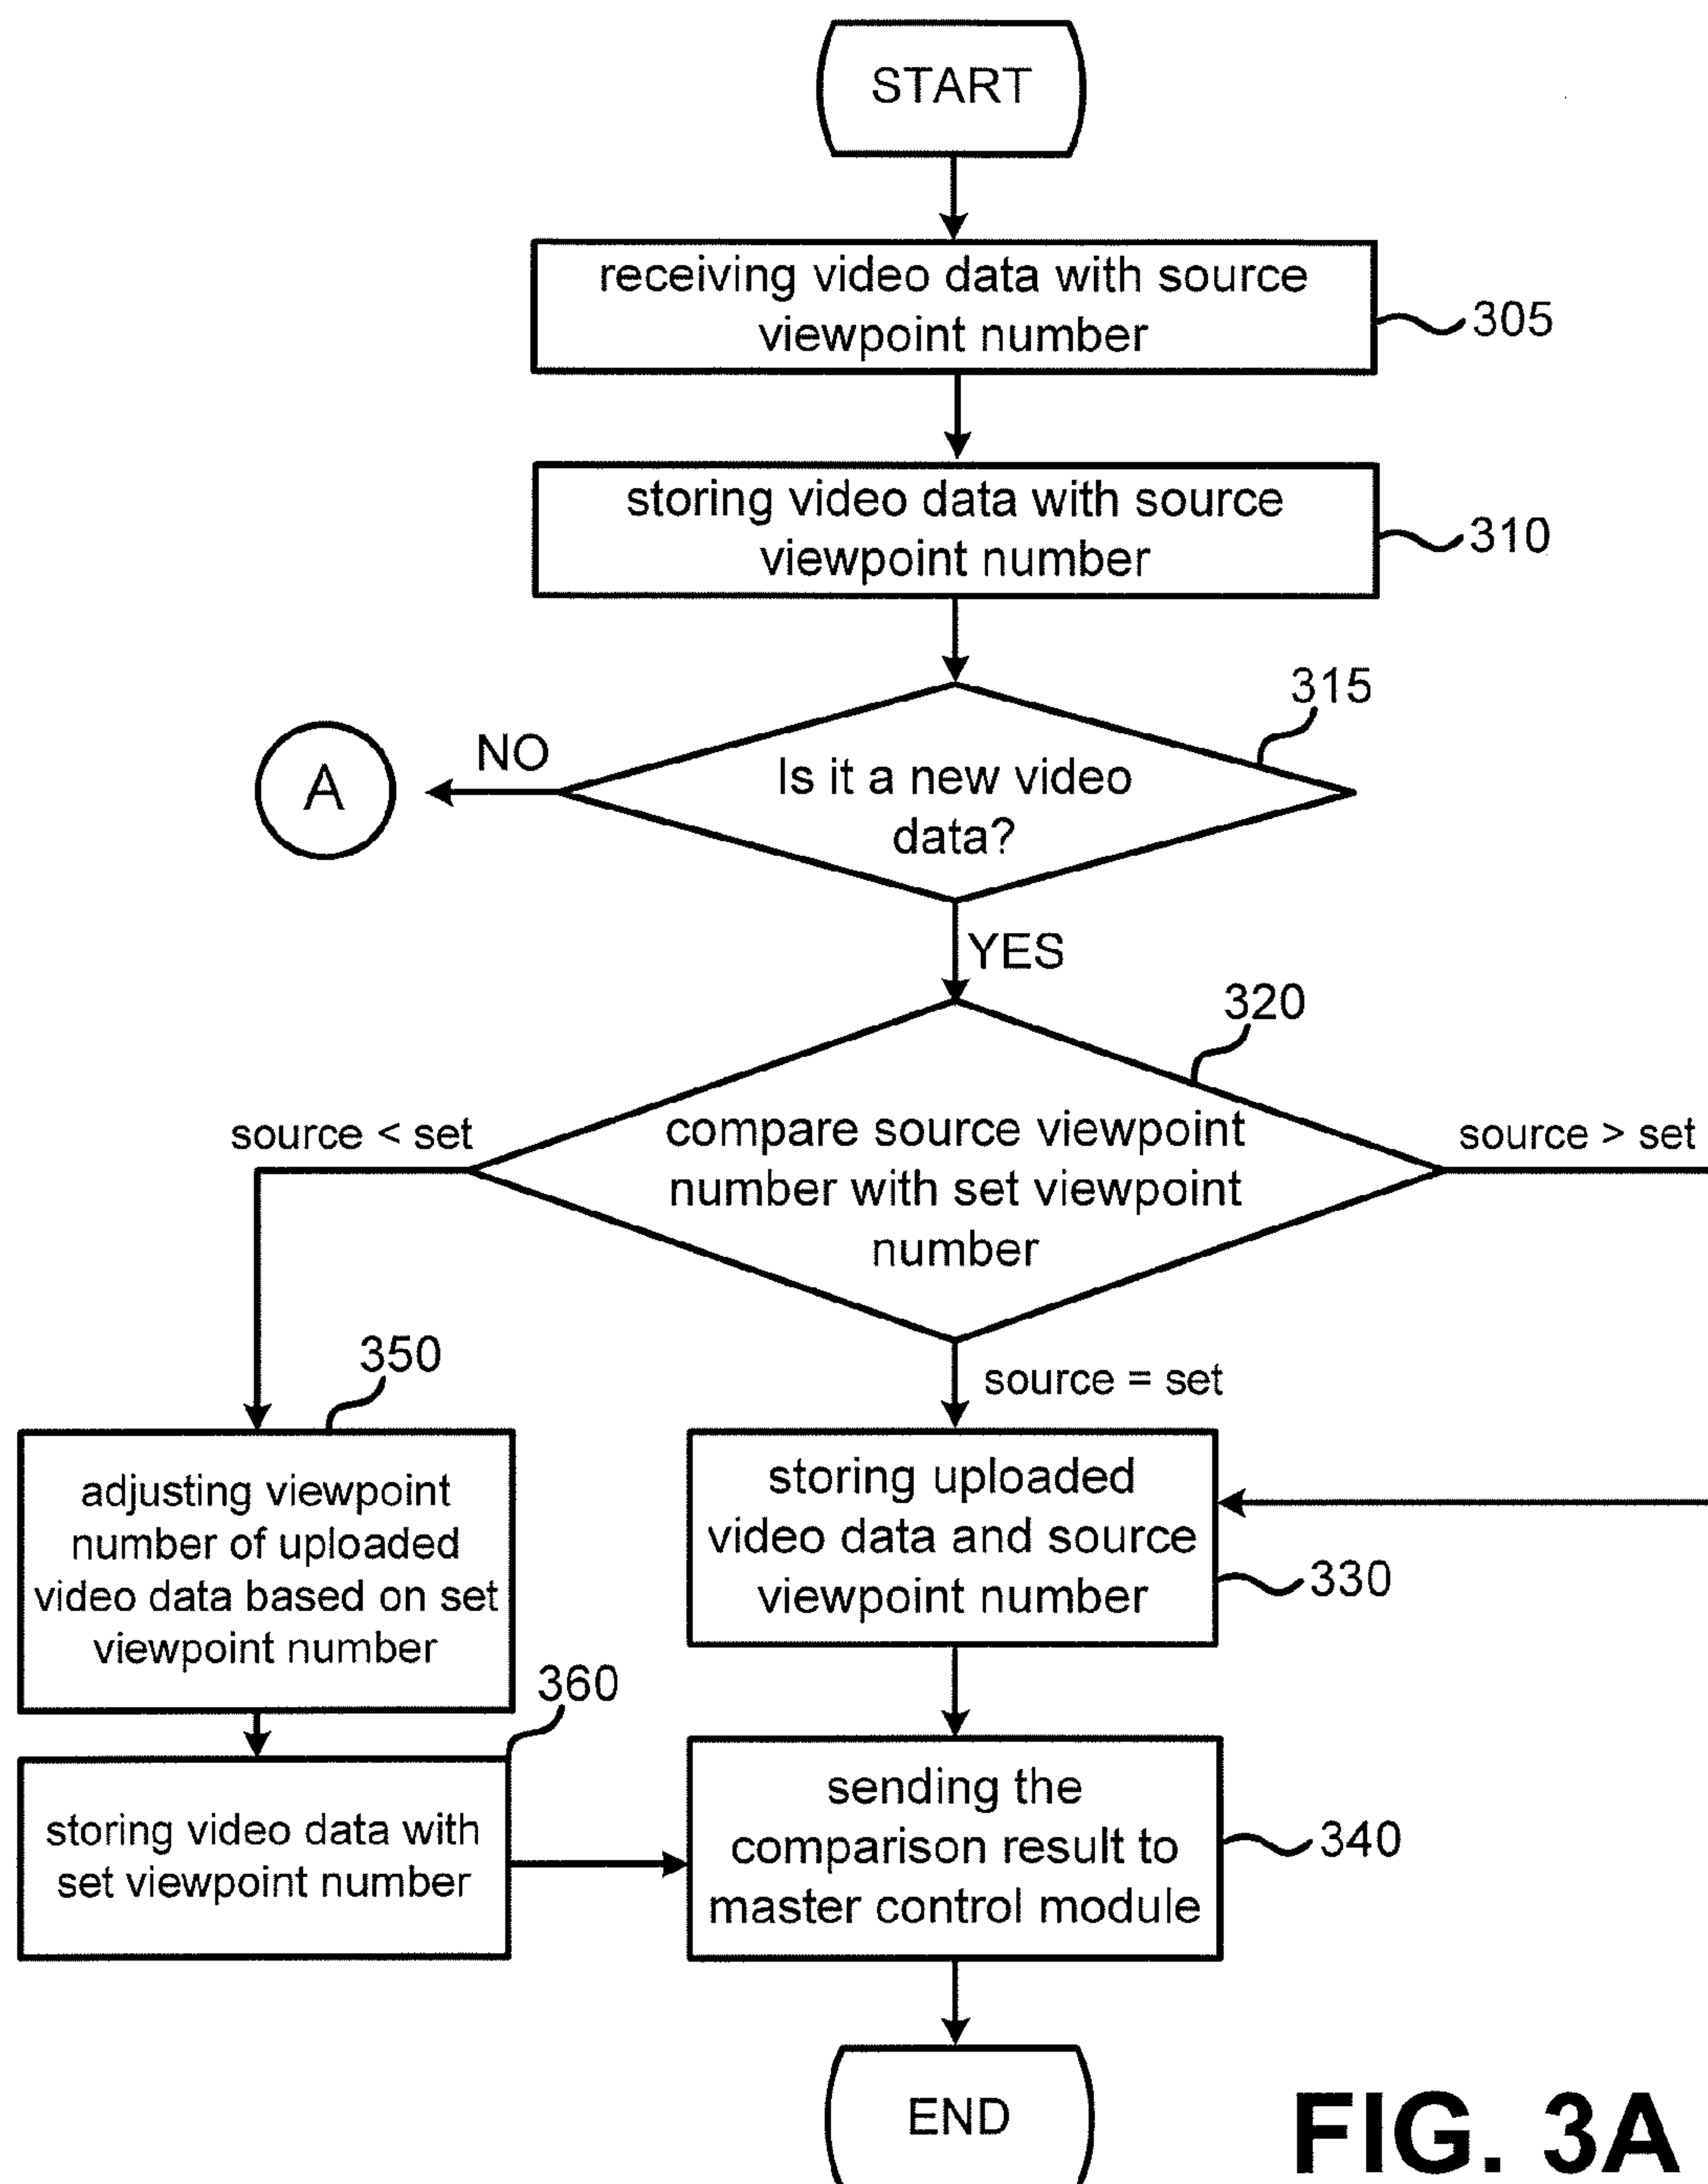 START
receiving video data with source
viewpoint number
305
storing video data with source
viewpoint number
310
315
Is it a new video
data?
NO
A
YES
320
compare source viewpoint
number with set viewpoint
number
source < set
source > set
source = set
350
adjusting viewpoint
number of uploaded
video data based on set
viewpoint number
storing uploaded
video data and source
viewpoint number
330
360
storing video data with
set viewpoint number
sending the
comparison result to
master control module
340
END
FIG. 3A